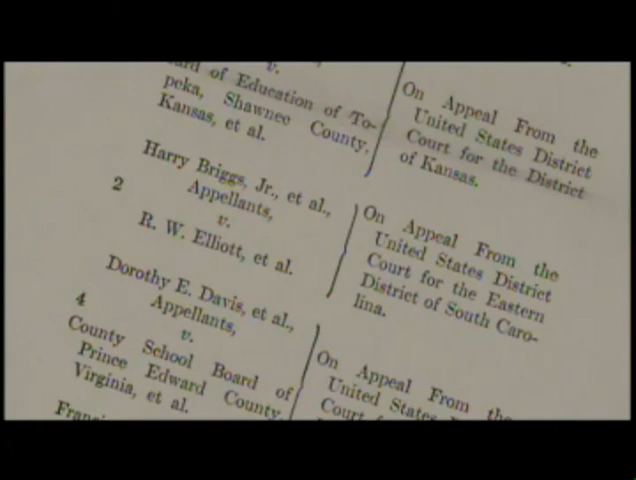 v.
of Education of To-
peka, Shawnee County,
Kansas, et al.
On Appeal From the
United States District
Court for the District
of Kansas.
2
Harry Briggs, Jr., et al.,
Appellants,
v.
R. W. Elliott, et al.
On Appeal From the
United States District
Court for the Eastern
District of South Caro-
lina.
4
Dorothy E. Davis, et al.,
Appellants,
v.
County School Board of
Prince Edward County,
Virginia, et al.
On Appeal From the
United States
Court